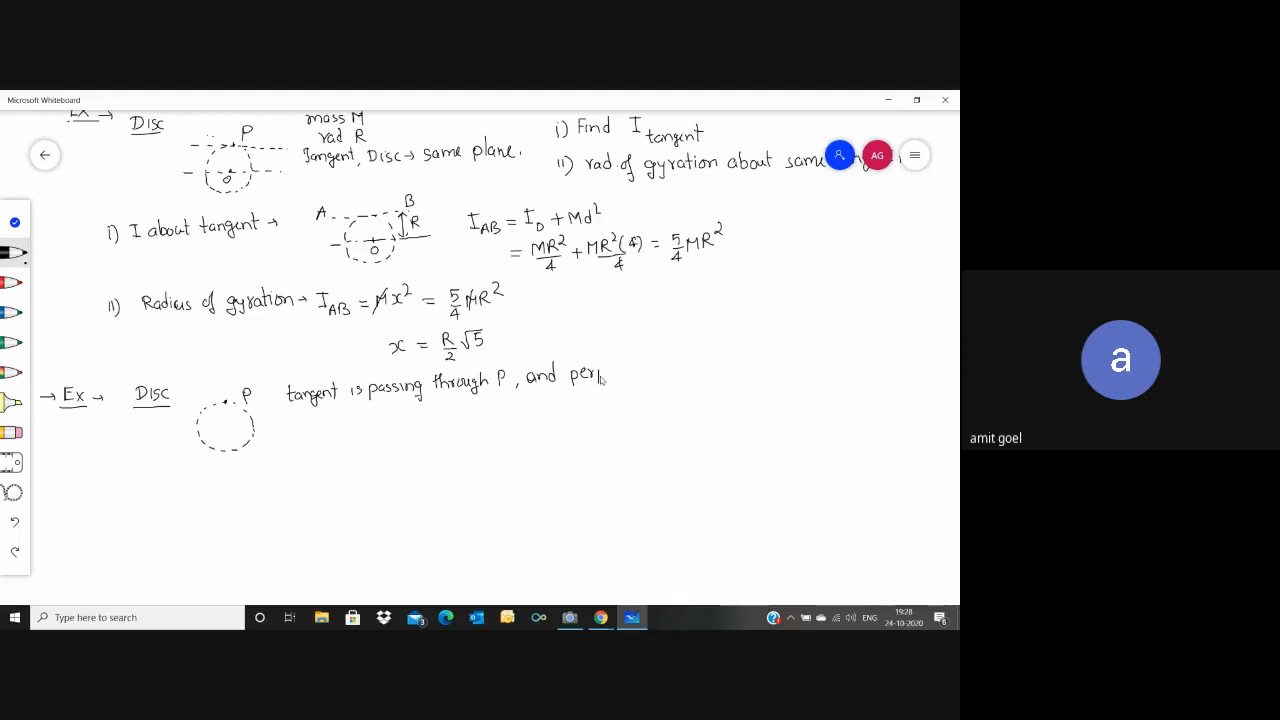 Microsoft Whiteboard
Ex →
DISC
P
O
mass M
rad R
Tangent, Disc → same plane.
i) Find I tangent
ii) rad. of gyration about same
AG
i) I about tangent →
A
B
R
O
I_AB = I_D + Md²
= MR²/4 + MR²(4)/4 = 5/4 MR²
ii) Radius of gyration → I_AB = Mx² = 5/4 MR²
x = R/2 √5
→ Ex → DISC
P
tangent is passing through P, and per
a
amit goel
Type here to search
3
ENG
19:28
24-10-2020
6